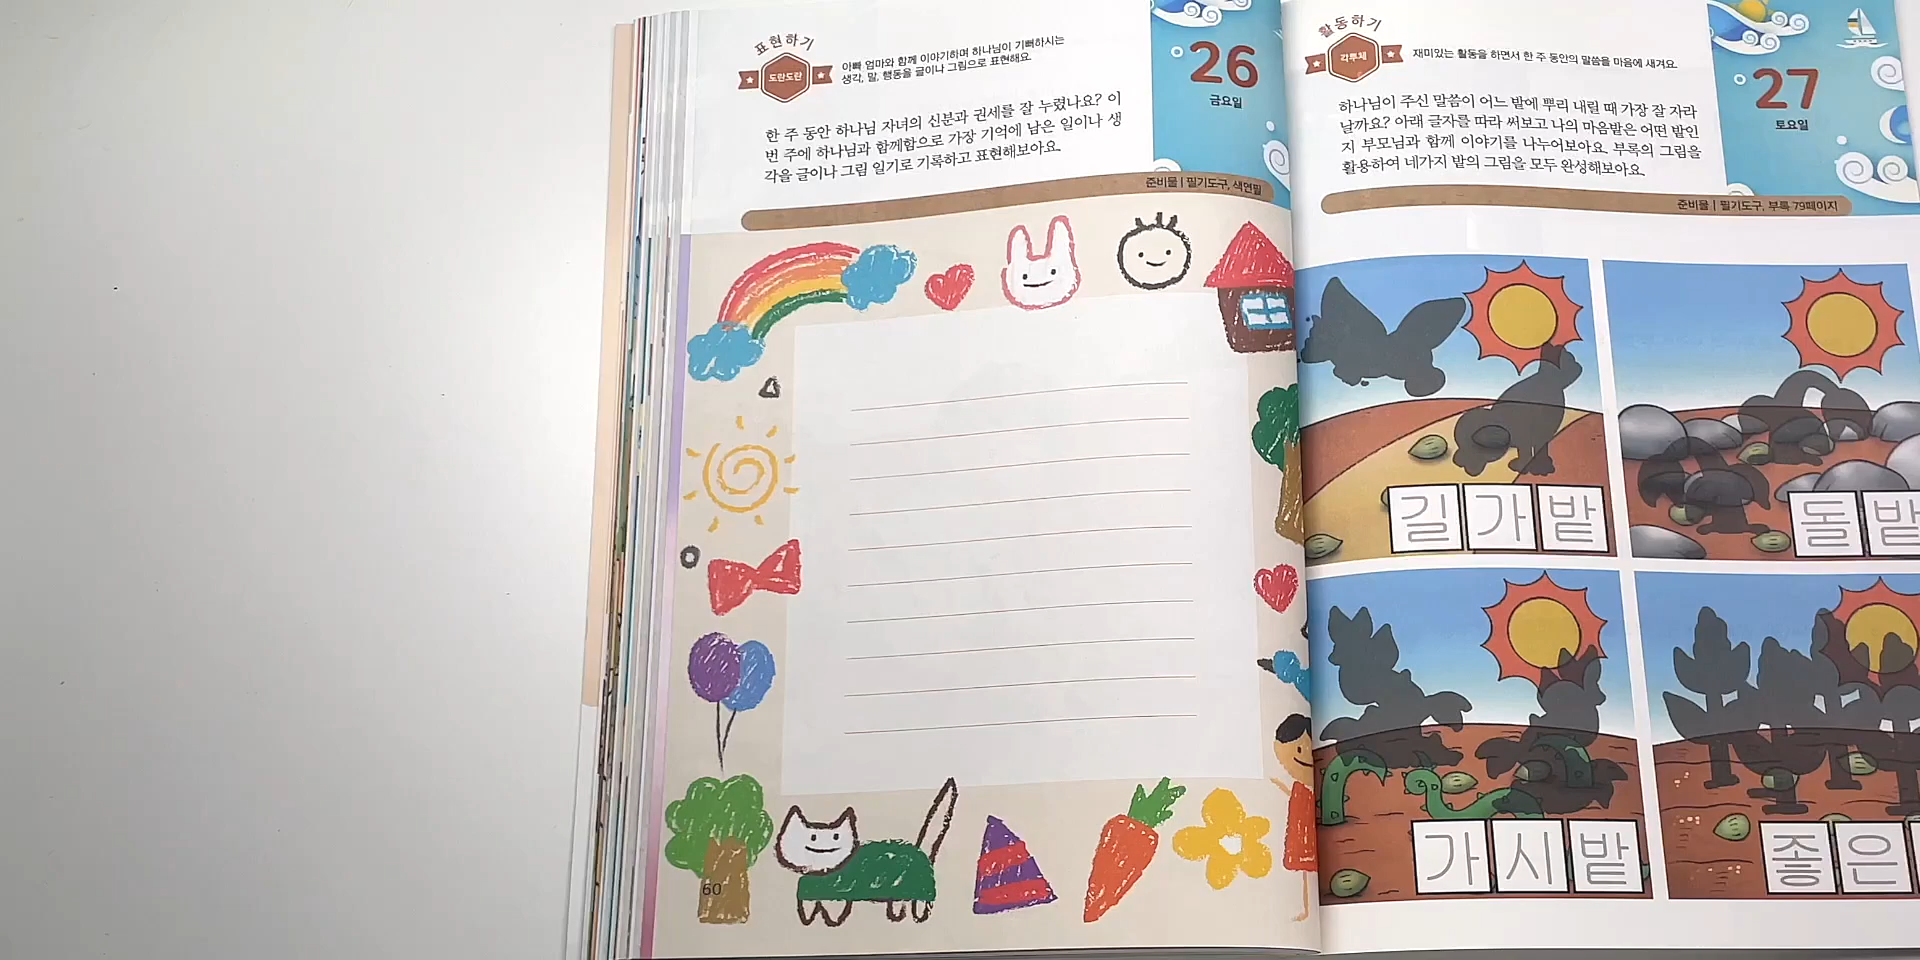 표현하기
도란도란
아빠 엄마와 함께 이야기하며 하나님이 기뻐하시는
생각, 말, 행동을 글이나 그림으로 표현해요.
26
금요일
한 주 동안 하나님 자녀의 신분과 권세를 잘 누렸나요? 이
번 주에 하나님과 함께함으로 가장 기억에 남은 일이나 생
각을 글이나 그림 일기로 기록하고 표현해보아요.
준비물 | 필기도구, 색연필
60
활동하기
각뿌체
재미있는 활동을 하면서 한 주 동안의 말씀을 마음에 새겨요.
27
토요일
하나님이 주신 말씀이 어느 밭에 뿌리 내릴 때 가장 잘 자라
날까요? 아래 글자를 따라 써보고 나의 마음밭은 어떤 밭인
지 부모님과 함께 이야기를 나누어보아요. 부록의 그림을
활용하여 네가지 밭의 그림을 모두 완성해보아요.
준비물 | 필기도구, 부록 79페이지
길가밭
돌밭
가시밭
좋은